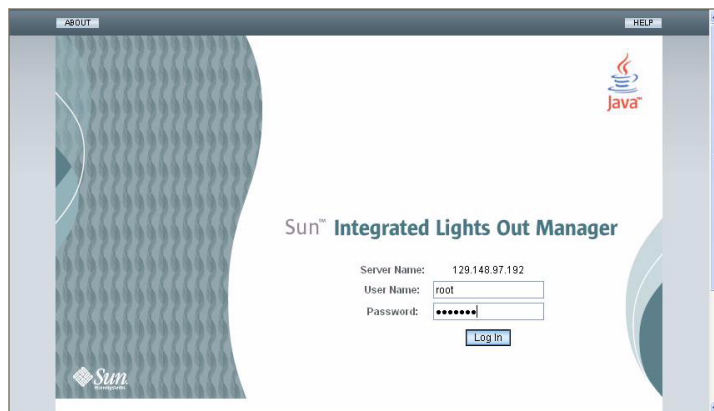 ABOUT
HELP
Java™
Sun™ Integrated Lights Out Manager
Server Name: 129.148.97.192
User Name: root
Password: •••••••
Log In
Sun